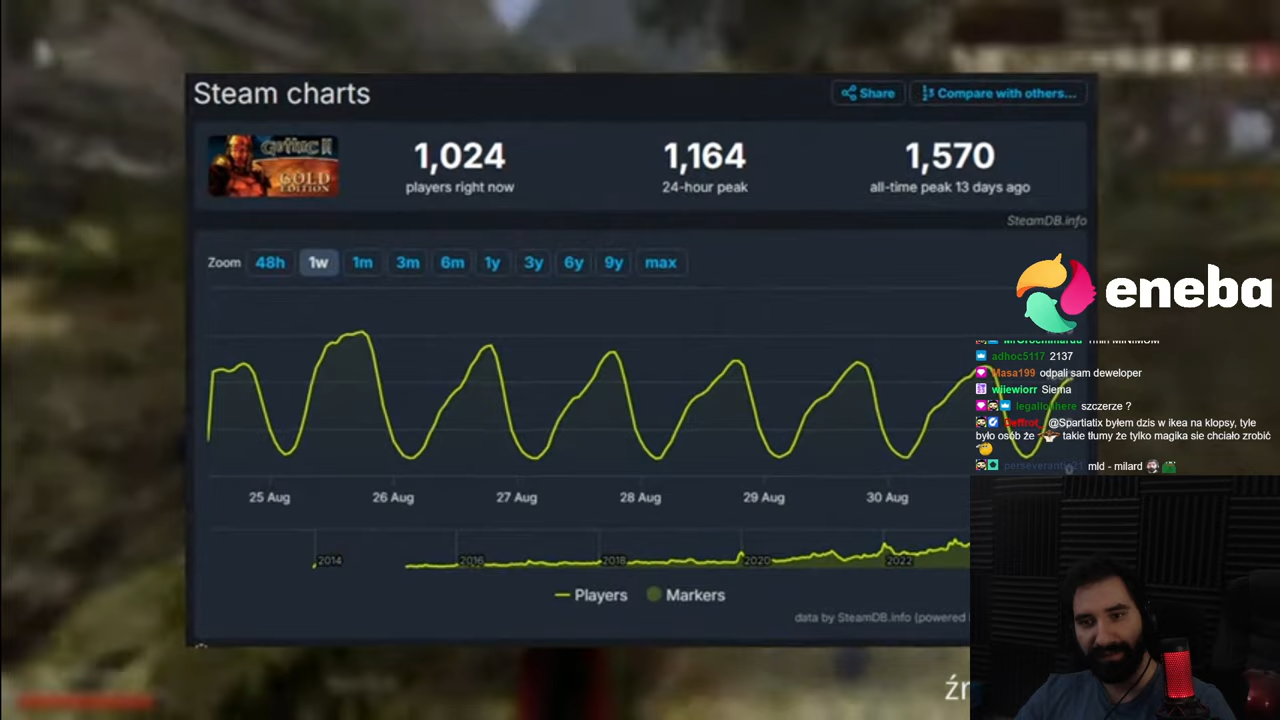 Steam charts
Share
Compare with others...
GOTHIC II
GOLD
EDITION
1,024
players right now
1,164
24-hour peak
1,570
all-time peak 13 days ago
SteamDB.info
Zoom 48h 1w 1m 3m 6m 1y 3y 6y 9y max
eneba
adhoc5117 2137
Masa199 odpali sam deweloper
wiiewiorr Siema
szczerze ?
@Spartiatix byłem dzis w ikea na klopsy, tyle
było osób że takie tłumy że tylko magika sie chciało zrobić
mld - milard
25 Aug 26 Aug 27 Aug 28 Aug 29 Aug 30 Aug
2014 2016 2018 2020 2022
Players Markers
data by SteamDB.info (powered